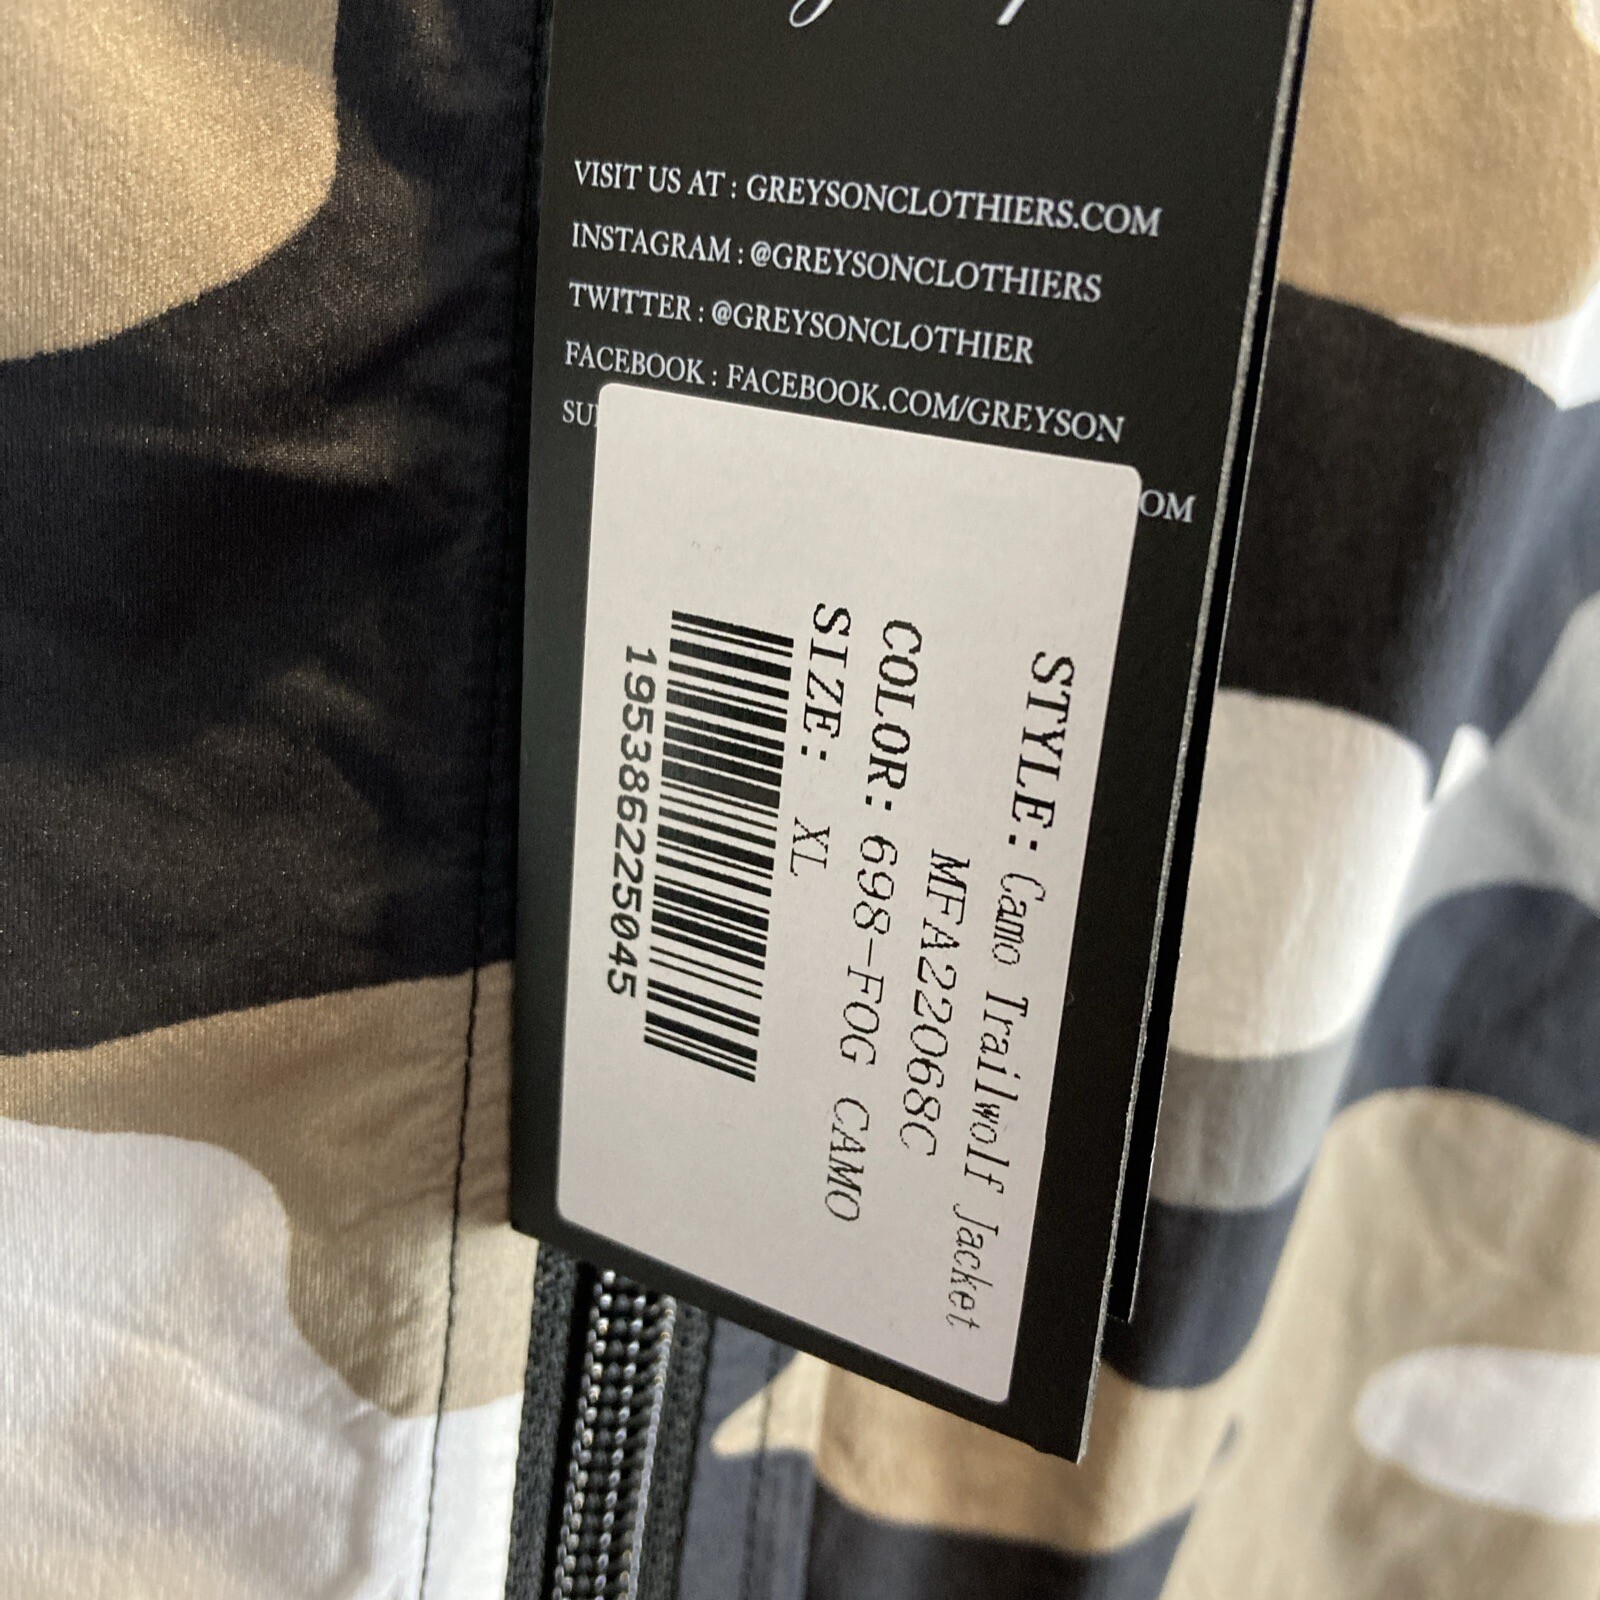 VISIT US AT : GREYSONCLOTHIERS.COM
INSTAGRAM : @GREYSONCLOTHIERS
TWITTER : @GREYSONCLOTHIER
FACEBOOK : FACEBOOK.COM/GREYSON
STYLE: Camo Trailwolf Jacket
MFA22068C
COLOR: 698-FOG CAMO
SIZE: XL
195386225045